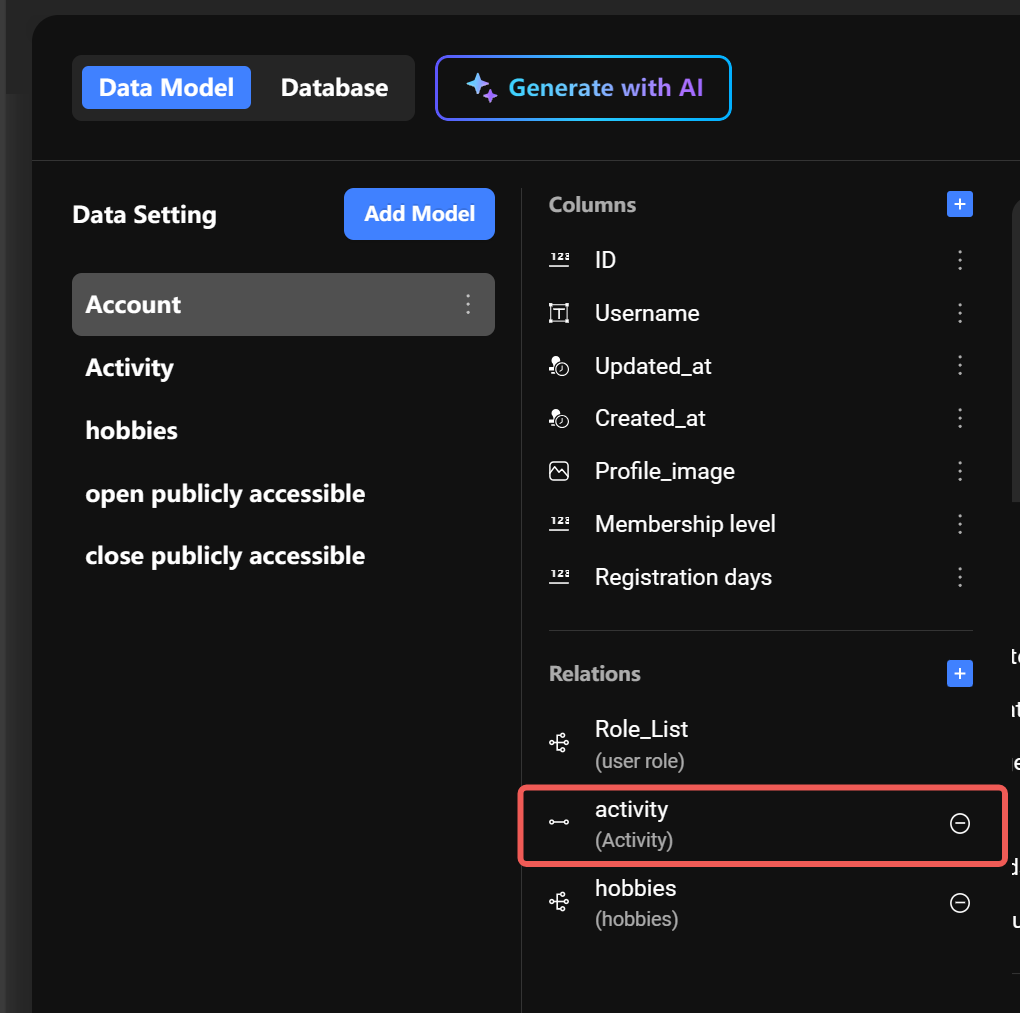 Data Model
Database
Generate with AI
Data Setting
Add Model
Account
Activity
hobbies
open publicly accessible
close publicly accessible
Columns
ID
Username
Updated_at
Created_at
Profile_image
Membership level
Registration days
Relations
Role_List
(user role)
activity
(Activity)
hobbies
(hobbies)